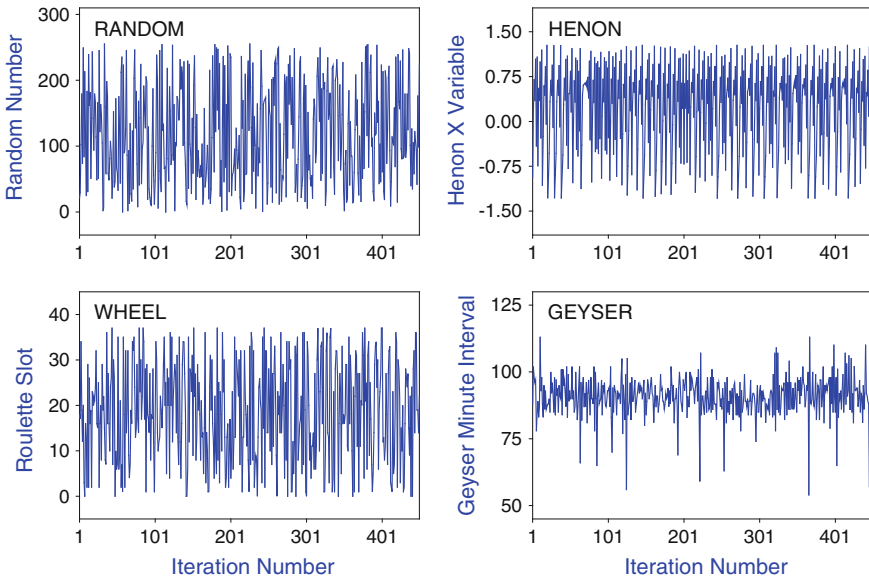 RANDOM
Random Number
300
200
100
0
1 101 201 301 401
HENON
Henon X Variable
1.50
0.75
0.00
-0.75
-1.50
1 101 201 301 401
WHEEL
Roulette Slot
40
30
20
10
0
1 101 201 301 401
Iteration Number
GEYSER
Geyser Minute Interval
125
100
75
50
1 101 201 301 401
Iteration Number